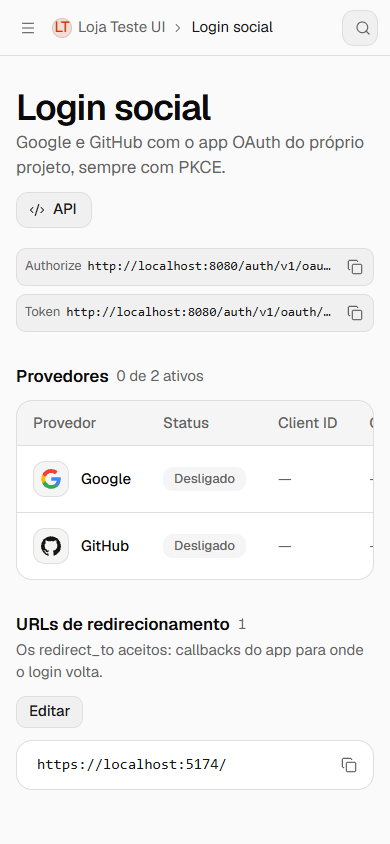 LT Loja Teste UI > Login social
Login social
Google e GitHub com o app OAuth do próprio
projeto, sempre com PKCE.
</> API
Authorize http://localhost:8080/auth/v1/oau…
Token http://localhost:8080/auth/v1/oauth/…
Provedores 0 de 2 ativos
Provedor Status Client ID
Google Desligado —
GitHub Desligado —
URLs de redirecionamento 1
Os redirect_to aceitos: callbacks do app para onde
o login volta.
Editar
https://localhost:5174/